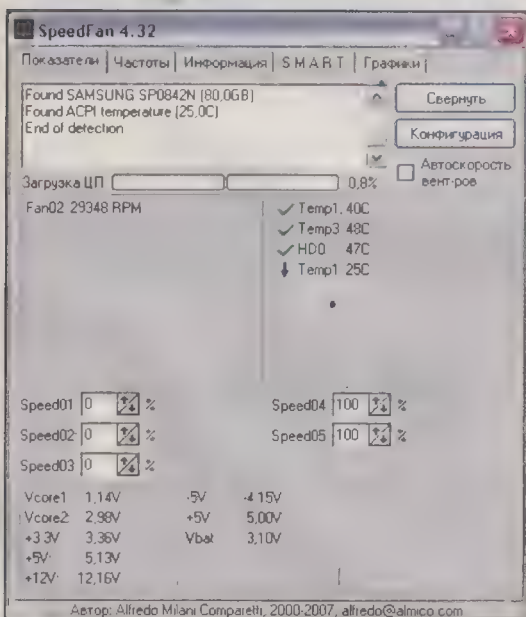 SpeedFan 4.32
Показатели Частоты Информация S.M.A.R.T. Графики
Found SAMSUNG SP0842N (80,0GB)
Found ACPI temperature (25,0C)
End of detection
Свернуть
Конфигурация
Автоскорость
вент-ров
Загрузка ЦП 0,8%
Fan02 29348 RPM
Temp1. 40C
Temp3 48C
HD0 47C
Temp1 25C
Speed01 0 %
Speed04 100 %
Speed02 0 %
Speed05 100 %
Speed03 0 %
Vcore1 1,14V -5V -4.15V
Vcore2 2,98V +5V 5,00V
+3.3V 3,36V Vbat 3,10V
+5V 5,13V
+12V 12,16V
Автор: Alfredo Milani Comparetti, 2000-2007, alfredo@almico.com